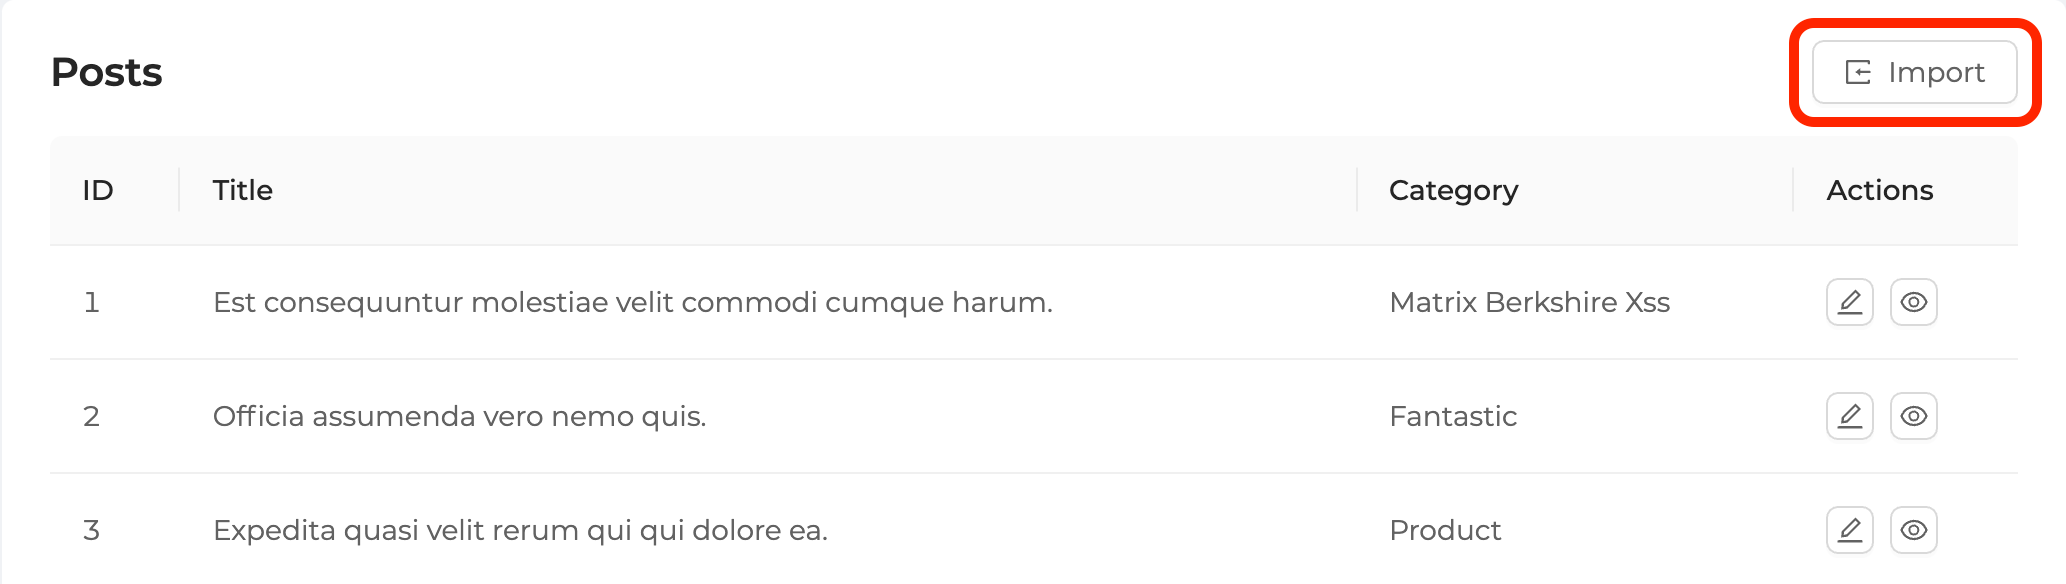 Posts
Import
ID Title Category Actions
1 Est consequuntur molestiae velit commodi cumque harum. Matrix Berkshire Xss
2 Officia assumenda vero nemo quis. Fantastic
3 Expedita quasi velit rerum qui qui dolore ea. Product